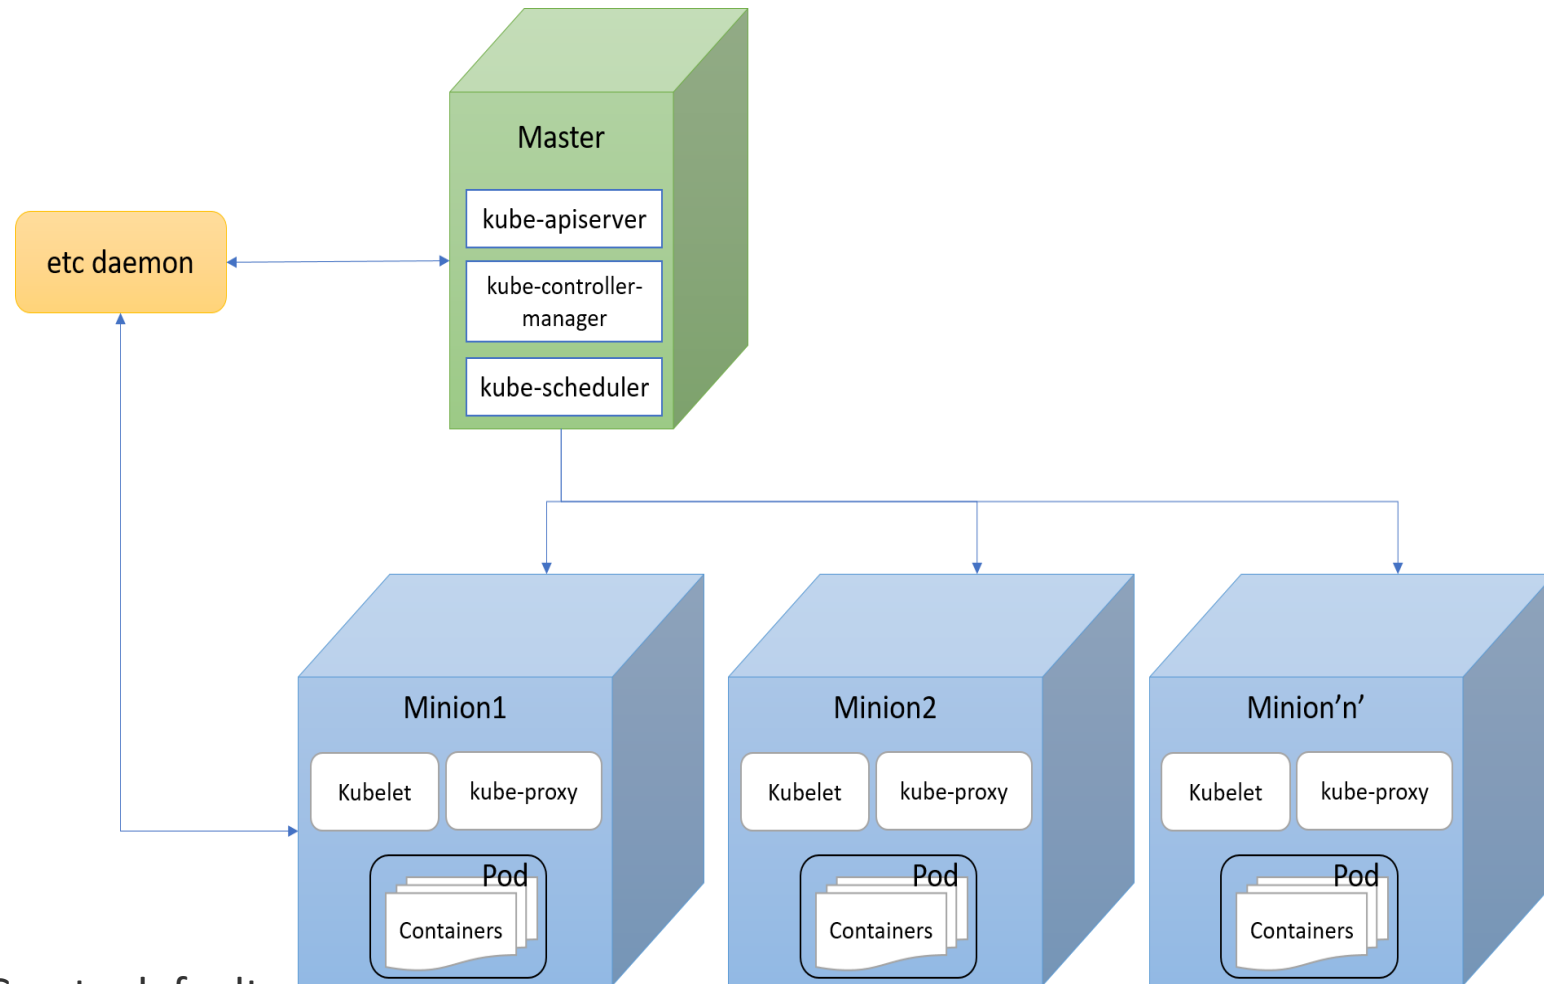 Master
kube-apiserver
etc daemon
kube-controller-
manager
kube-scheduler
Minion1
Minion2
Minion’n’
Kubelet
kube-proxy
Kubelet
kube-proxy
Kubelet
kube-proxy
Pod
Containers
Pod
Containers
Pod
Containers